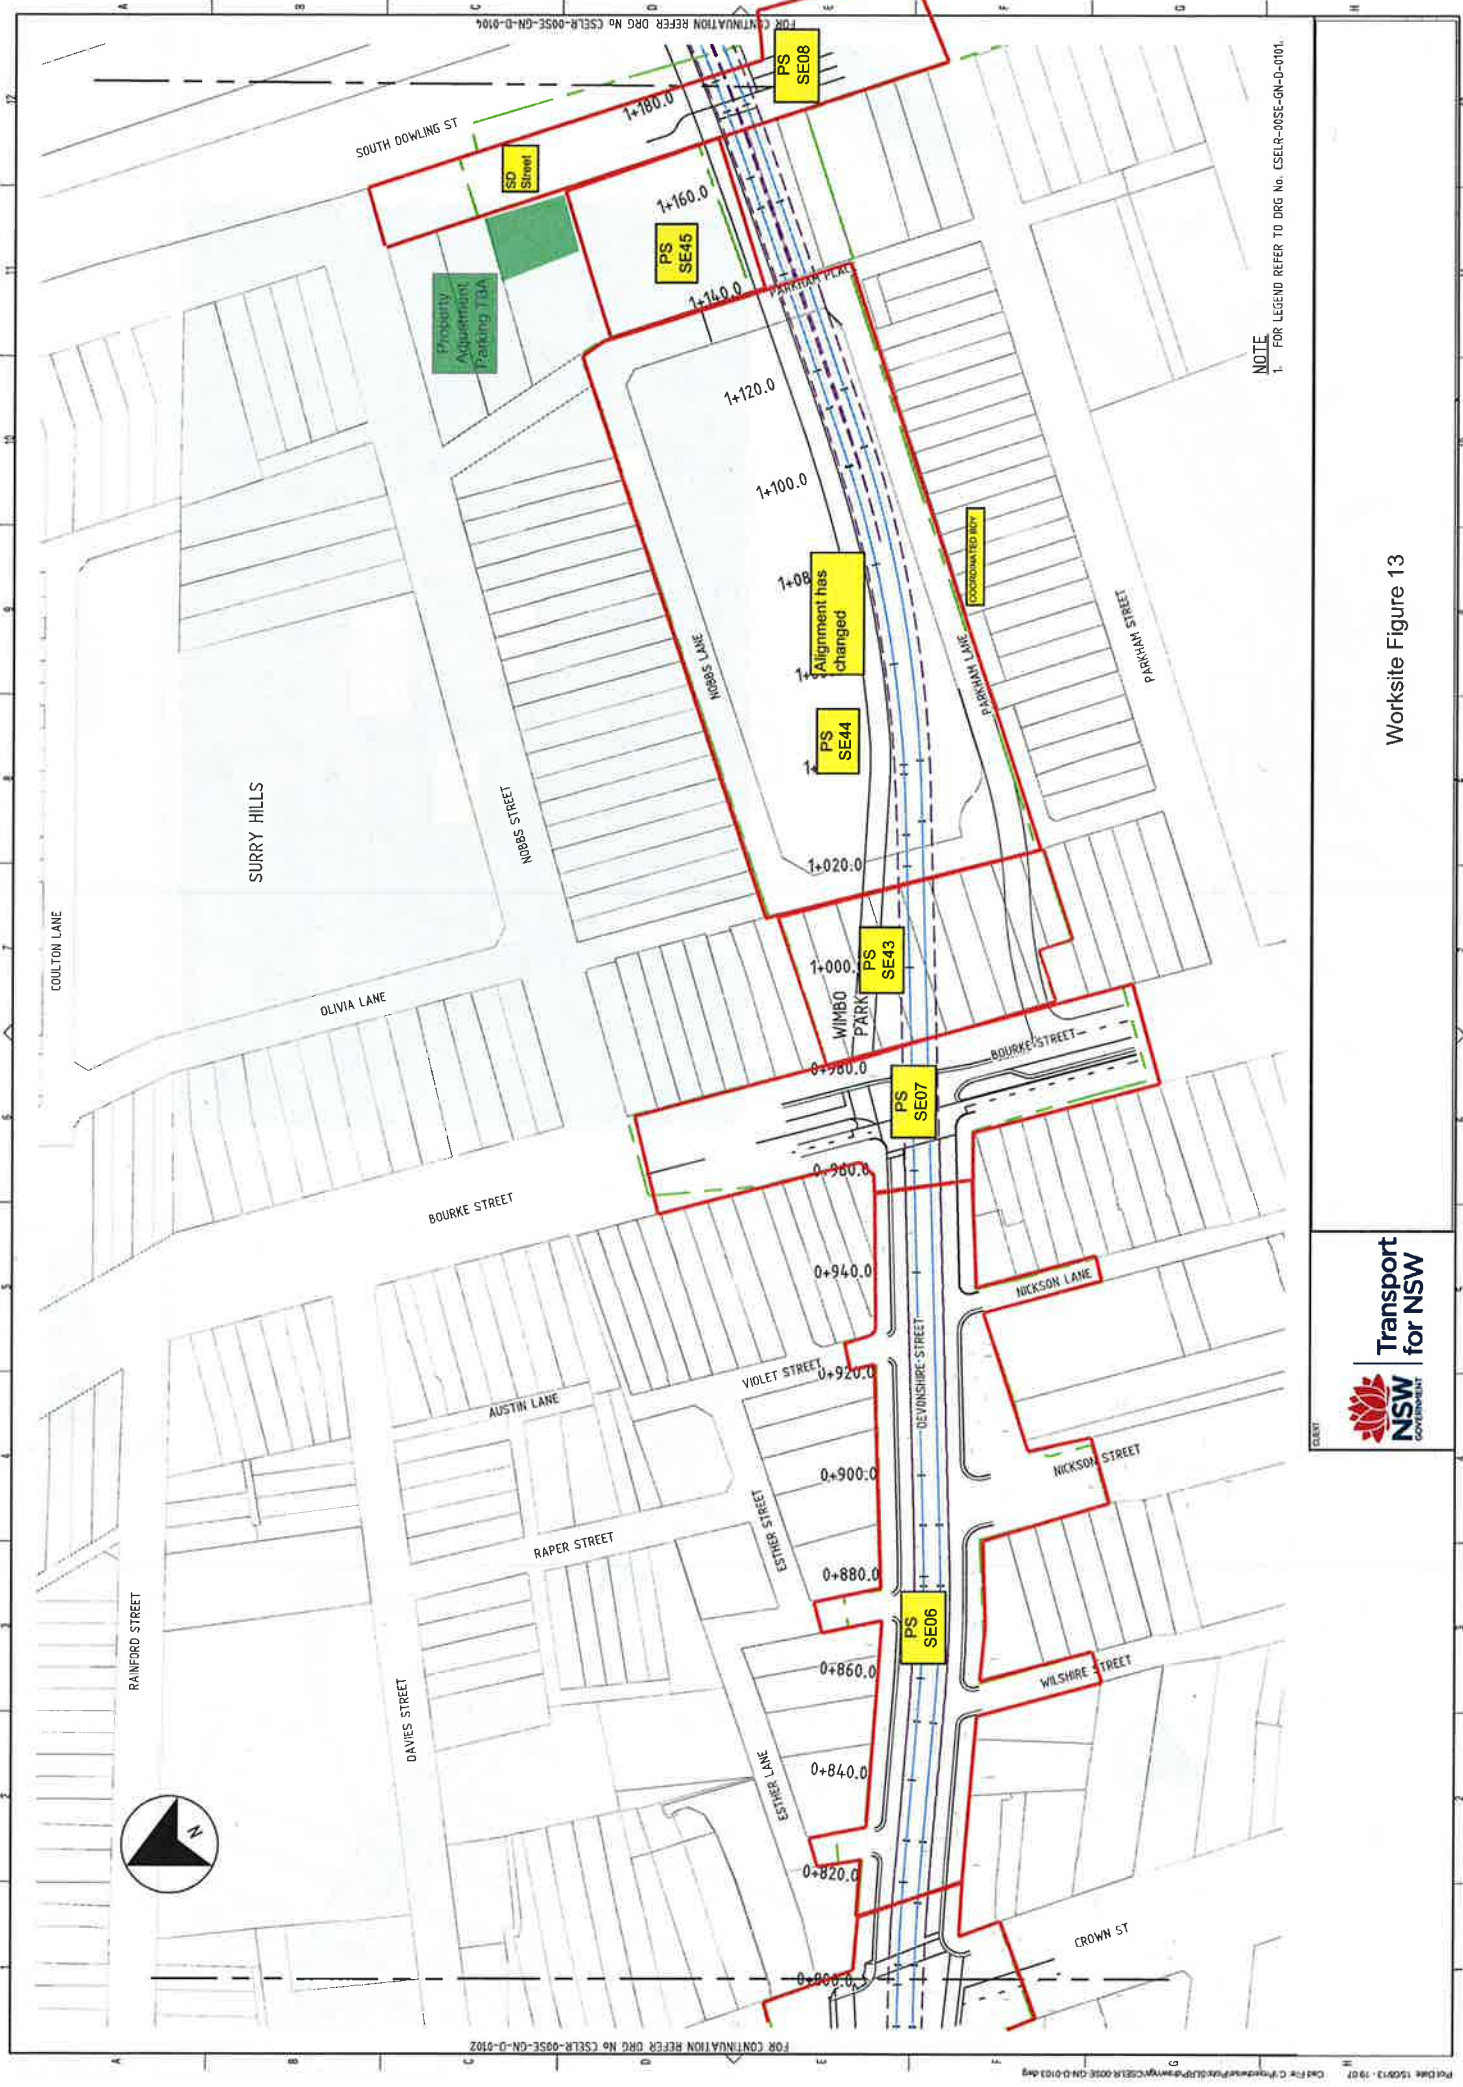 FOR CONTINUATION REFER DRG No CSELR-00SE-GN-D-0104
SOUTH DOWLING ST
1+180.0
PS
SE08
SD
Street
1+160.0
PS
SE45
Property
Adjustment
Parking TBA
1+140.0
1+120.0
1+100.0
1+08
Alignment has
changed
COORDINATED BDY
NOBBS LANE
PARKHAM LANE
PARKHAM STREET
PS
SE44
SURRY HILLS
NOBBS STREET
1+020.0
COULTON LANE
OLIVIA LANE
1+000.
PS
SE43
WIMBO
PARK
BOURKE STREET
0+980.0
PS
SE07
0+960.0
BOURKE STREET
0+940.0
NICKSON LANE
DEVONSHIRE STREET
VIOLET STREET
0+920.0
AUSTIN LANE
NICKSON STREET
0+900.0
RAPER STREET
ESTHER STREET
0+880.0
PS
SE06
RAINFORD STREET
0+860.0
WILSHIRE STREET
DAVIES STREET
0+840.0
ESTHER LANE
0+820.0
N
CROWN ST
0+800.0
FOR CONTINUATION REFER DRG No CSELR-00SE-GN-D-0102
NOTE
1. FOR LEGEND REFER TO DRG No. CSELR-00SE-GN-D-0101.
Worksite Figure 13
CLIENT
NSW
GOVERNMENT
Transport
for NSW